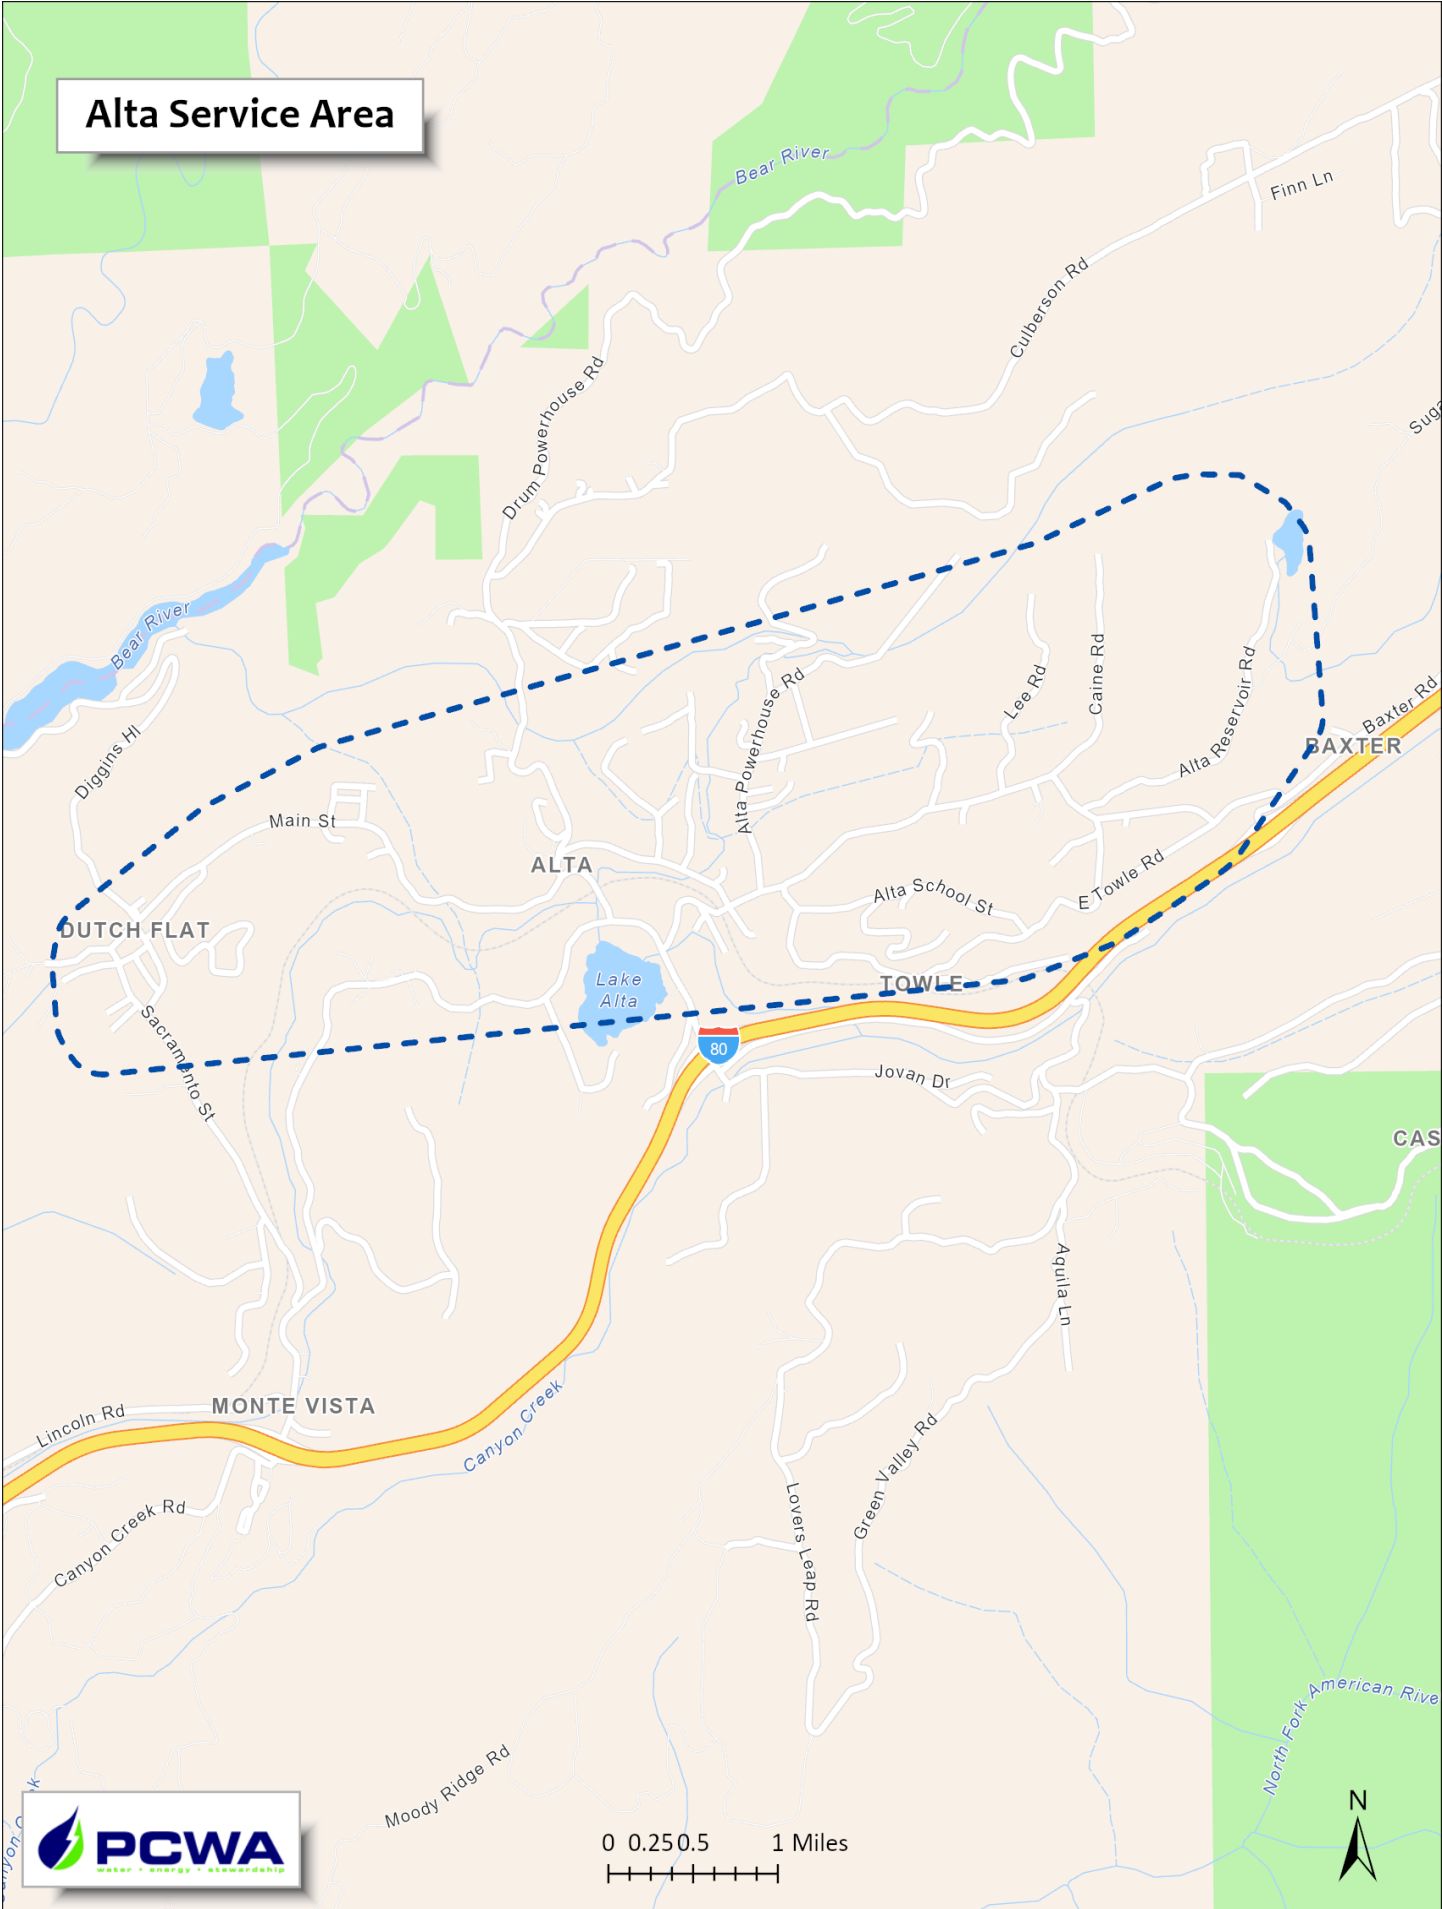 Alta Service Area
Bear River
Finn Ln
Culberson Rd
Drum Powerhouse Rd
Suga
Bear River
Diggins Hl
Lee Rd
Caine Rd
Alta Powerhouse Rd
Alta Reservoir Rd
Baxter Rd
BAXTER
Main St
ALTA
E Towle Rd
Alta School St
DUTCH FLAT
Lake
Alta
TOWLE
Sacramento St
80
Jovan Dr
CAS
Aquila Ln
MONTE VISTA
Lincoln Rd
Canyon Creek
Canyon Creek Rd
Green Valley Rd
Lovers Leap Rd
North Fork American Rive
Moody Ridge Rd
PCWA
water • energy • stewardship
0 0.25 0.5 1 Miles
N